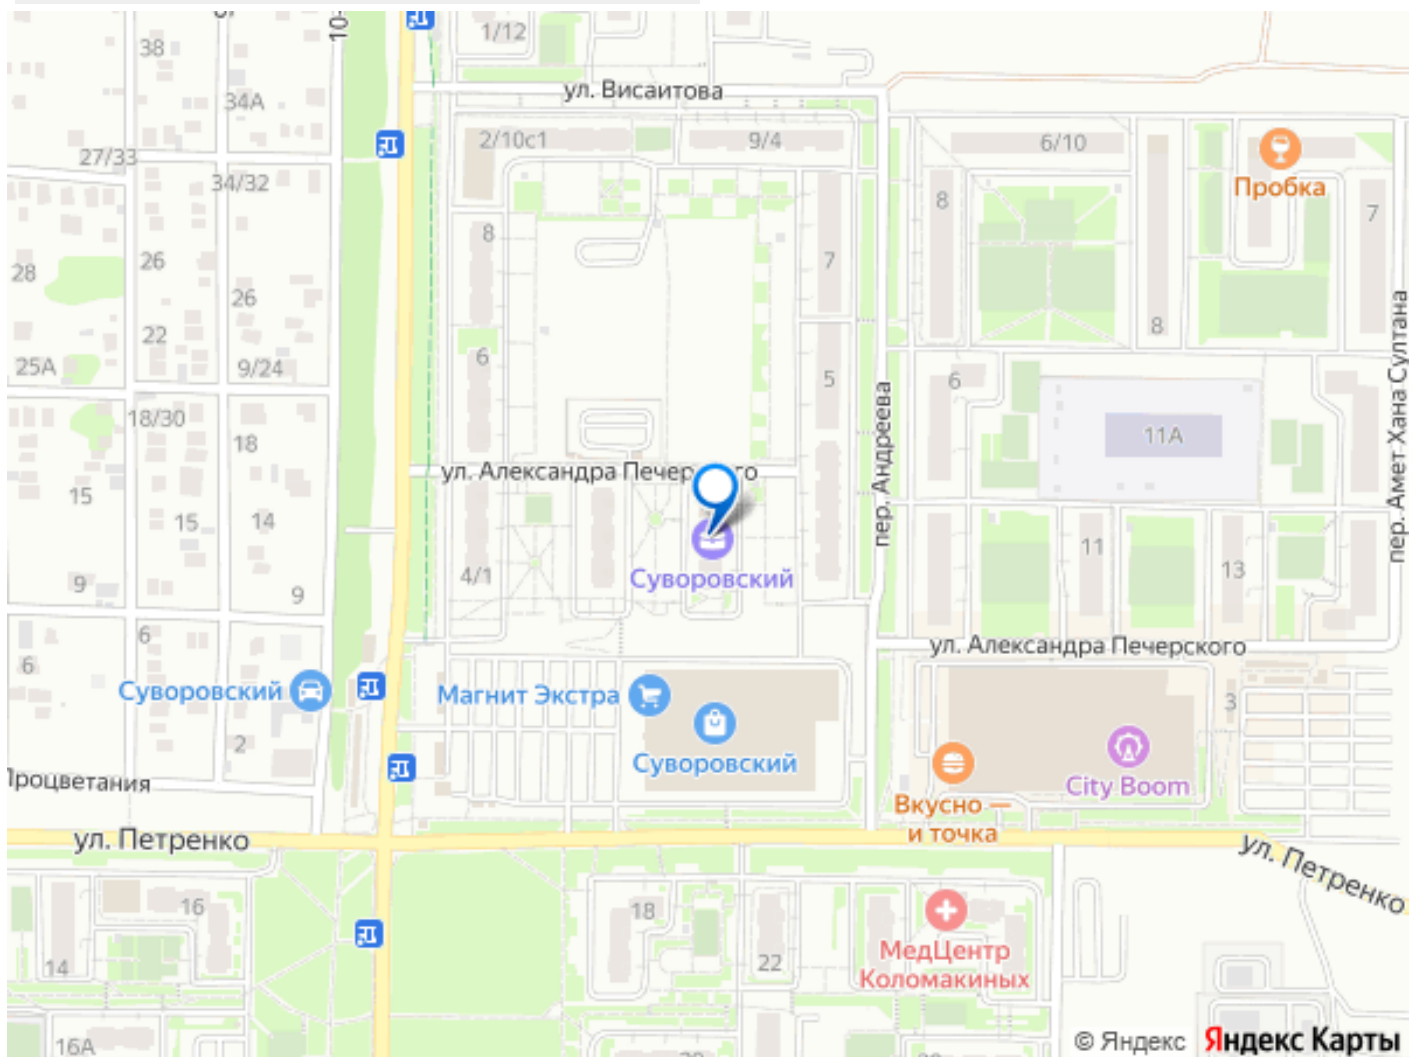 1/12
10-
38
ул. Висаитова
34А
2/10с1
9/4
6/10
27/33
34/32
Пробка
8
7
8
28
26
7
26
22
8
6
25А
9/24
5
6
18/30
18
11А
пер. Андреева
пер. Амет-Хана Султана
ул. Александра Печерского
15
15
14
11
13
Суворовский
4/1
9
9
6
6
ул. Александра Печерского
Суворовский
Магнит Экстра
3
2
Суворовский
City Boom
Процветания
Вкусно —
и точка
ул. Петренко
ул. Петренко
16
18
МедЦентр
Коломакиных
14
22
16А
© Яндекс Яндекс Карты